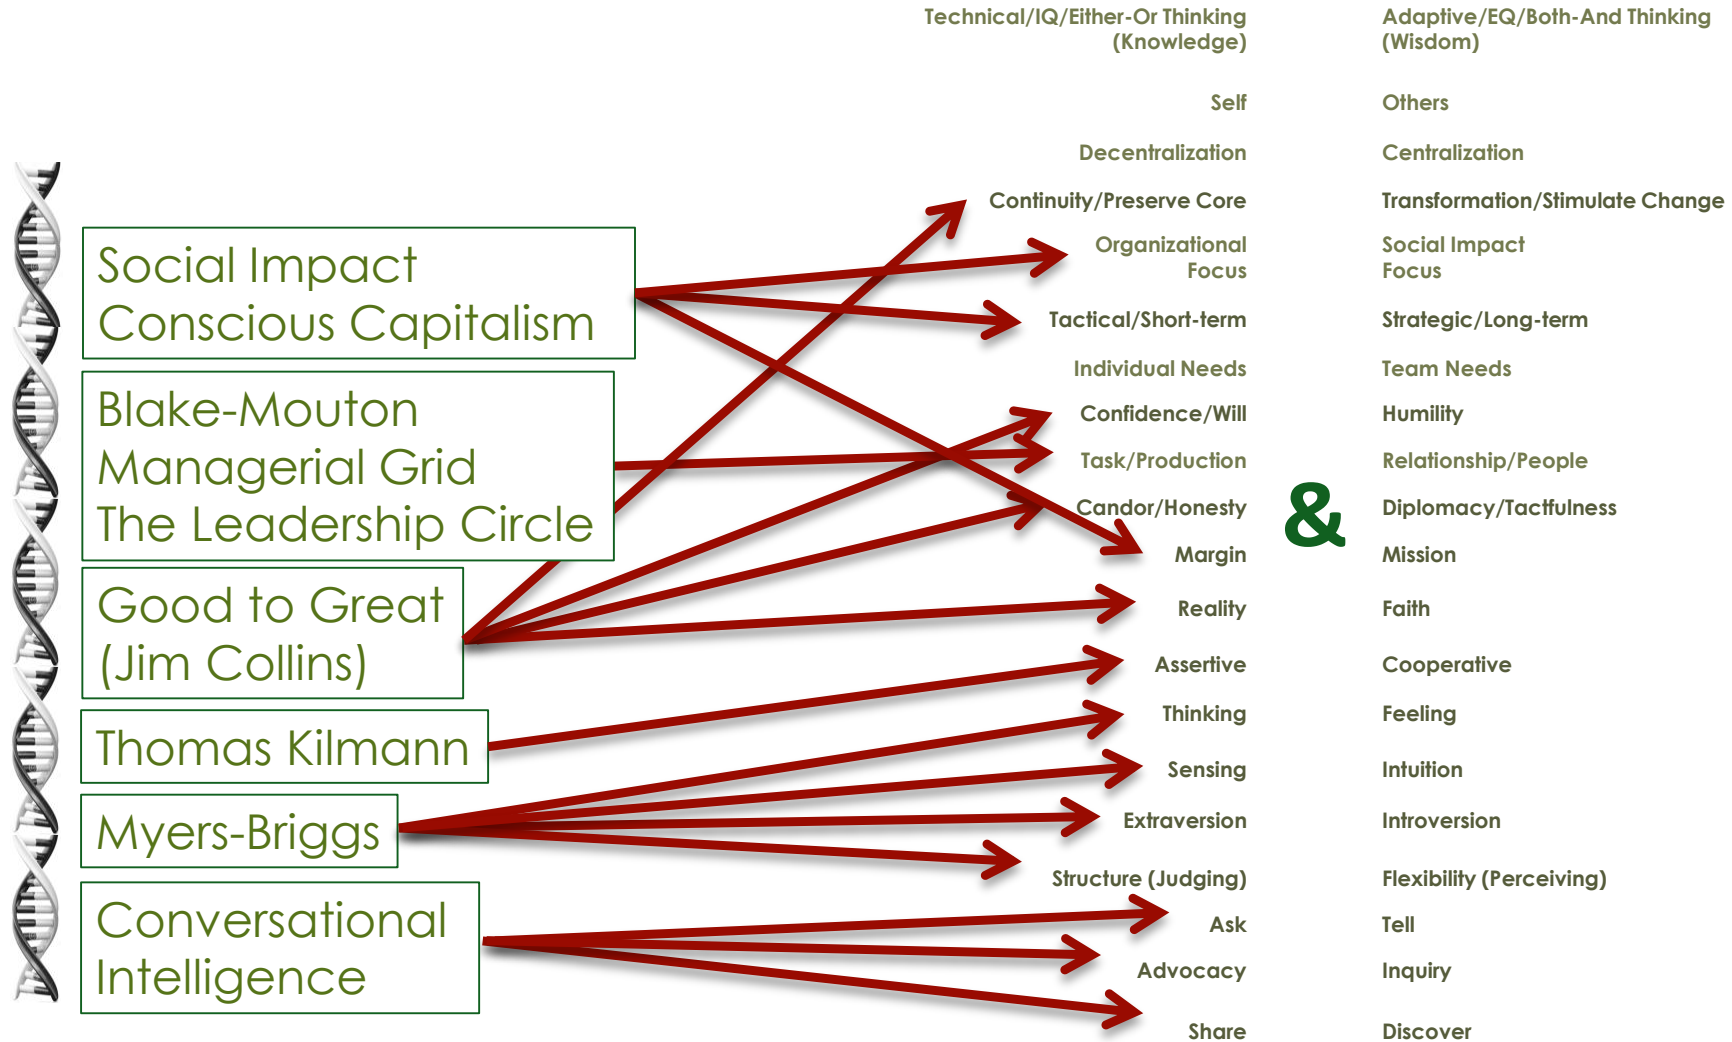 Technical/IQ/Either-Or Thinking
(Knowledge)
Adaptive/EQ/Both-And Thinking
(Wisdom)
Self
Others
Decentralization
Centralization
Continuity/Preserve Core
Transformation/Stimulate Change
Organizational
Focus
Social Impact
Focus
Tactical/Short-term
Strategic/Long-term
Individual Needs
Team Needs
Confidence/Will
Humility
Task/Production
Relationship/People
Candor/Honesty
Diplomacy/Tactfulness
Margin
Mission
Reality
Faith
Assertive
Cooperative
Thinking
Feeling
Sensing
Intuition
Extraversion
Introversion
Structure (Judging)
Flexibility (Perceiving)
Ask
Tell
Advocacy
Inquiry
Share
Discover
&
Social Impact
Conscious Capitalism
Blake-Mouton
Managerial Grid
The Leadership Circle
Good to Great
(Jim Collins)
Thomas Kilmann
Myers-Briggs
Conversational
Intelligence